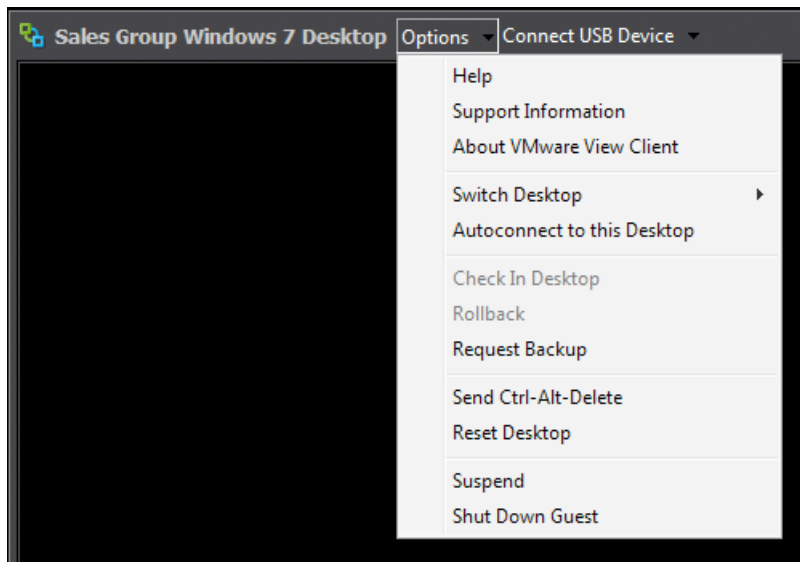 Sales Group Windows 7 Desktop Options Connect USB Device
Help
Support Information
About VMware View Client
Switch Desktop
Autoconnect to this Desktop
Check In Desktop
Rollback
Request Backup
Send Ctrl-Alt-Delete
Reset Desktop
Suspend
Shut Down Guest